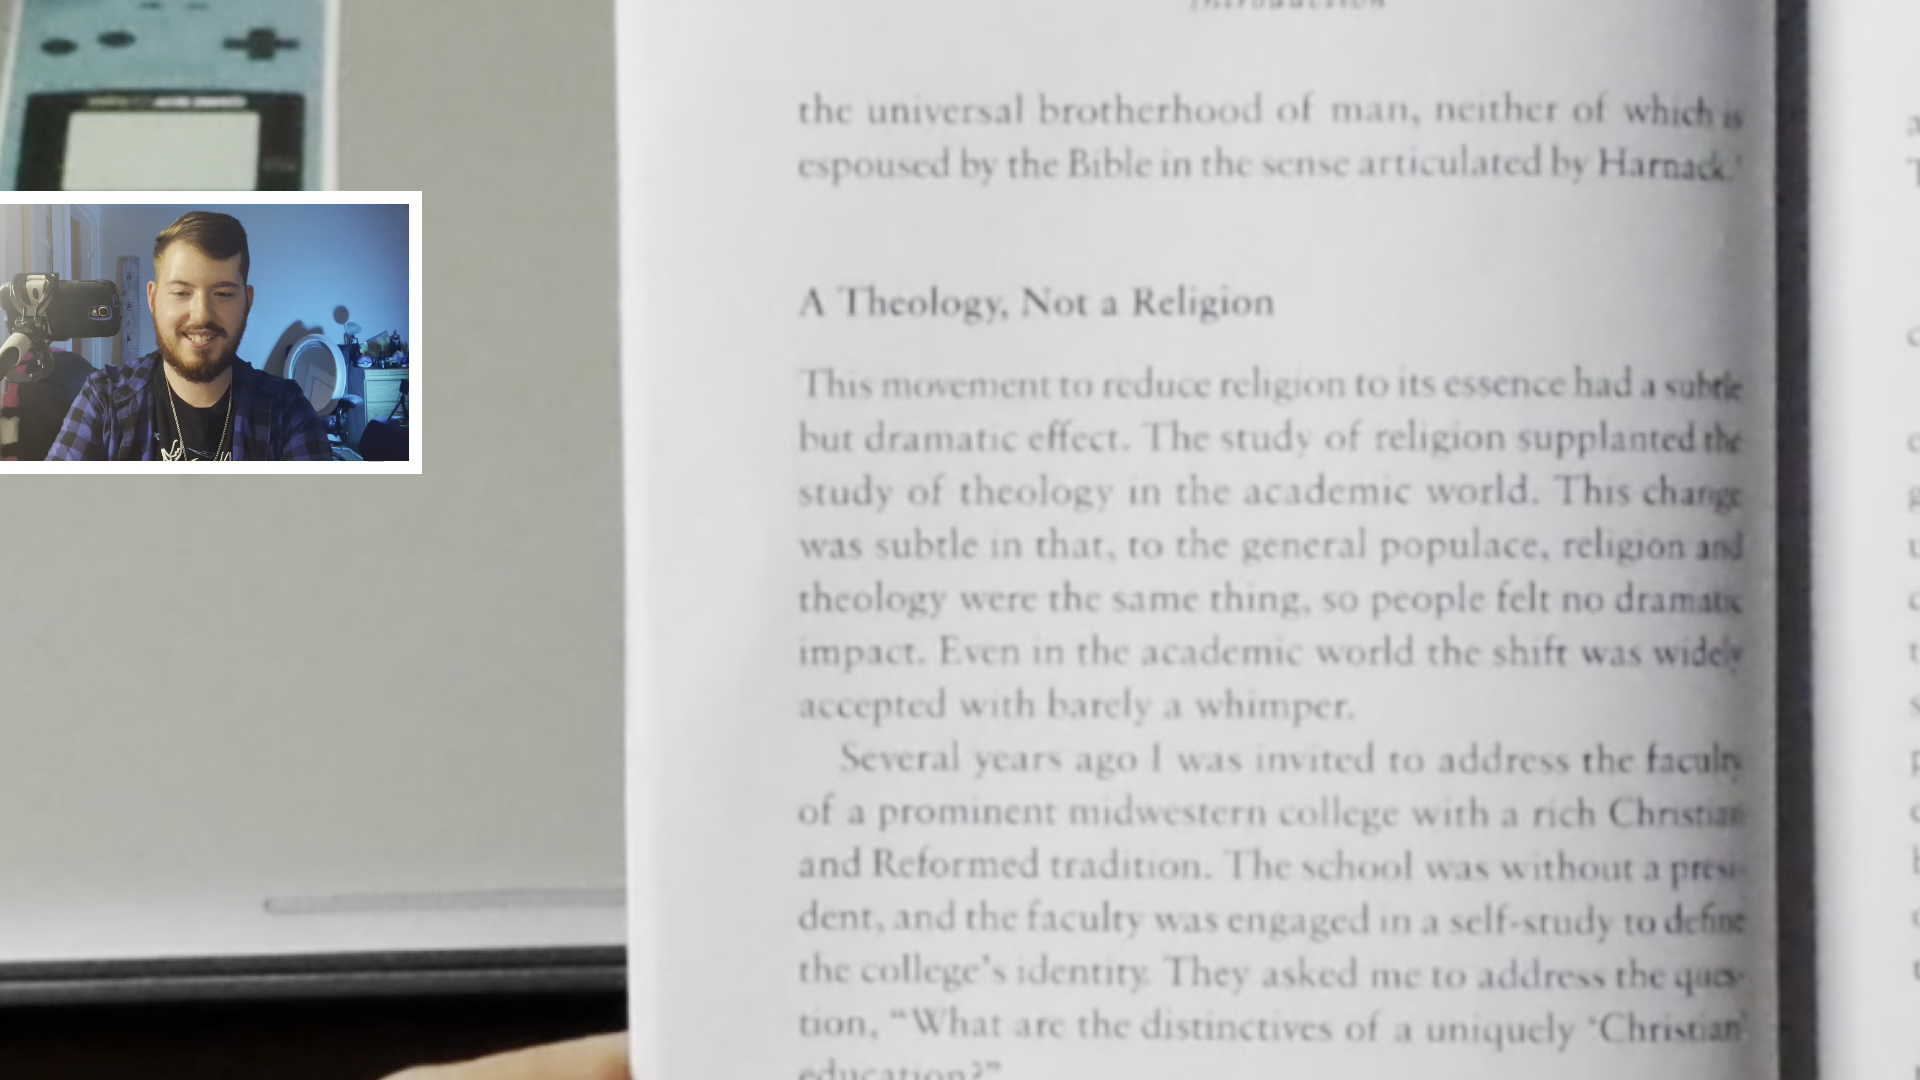 Introduction
the universal brotherhood of man, neither of which is
espoused by the Bible in the sense articulated by Harnack.¹
A Theology, Not a Religion
This movement to reduce religion to its essence had a subtle
but dramatic effect. The study of religion supplanted the
study of theology in the academic world. This change
was subtle in that, to the general populace, religion and
theology were the same thing, so people felt no dramatic
impact. Even in the academic world the shift was widely
accepted with barely a whimper.
Several years ago I was invited to address the faculty
of a prominent midwestern college with a rich Christian
and Reformed tradition. The school was without a presi-
dent, and the faculty was engaged in a self-study to define
the college's identity. They asked me to address the ques-
tion, “What are the distinctives of a uniquely ‘Christian’
education?”